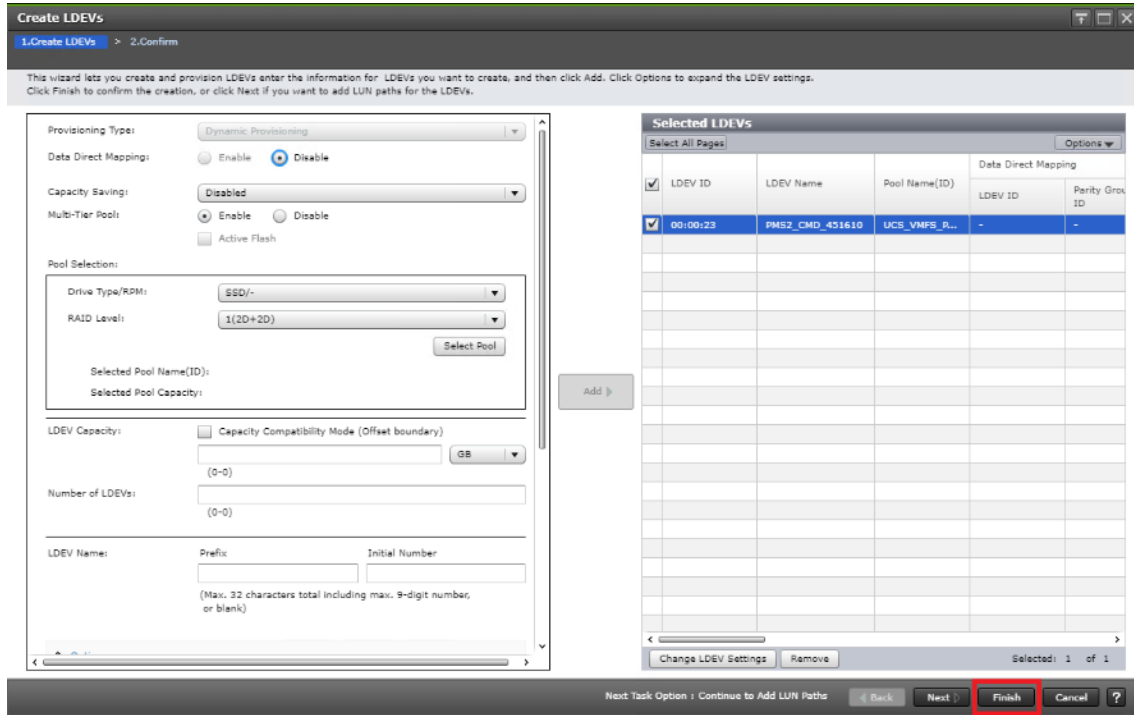 Create LDEVs
1.Create LDEVs > 2.Confirm
This wizard lets you create and provision LDEVs enter the information for LDEVs you want to create, and then click Add. Click Options to expand the LDEV settings.
Click Finish to confirm the creation, or click Next if you want to add LUN paths for the LDEVs.
Provisioning Type: Dynamic Provisioning
Data Direct Mapping: Enable Disable
Capacity Saving: Disabled
Multi-Tier Pool: Enable Disable
Active Flash
Pool Selection:
Drive Type/RPM: SSD/-
RAID Level: 1(2D+2D)
Select Pool
Selected Pool Name(ID):
Selected Pool Capacity:
LDEV Capacity: Capacity Compatibility Mode (Offset boundary)
GB
(0-0)
Number of LDEVs:
(0-0)
LDEV Name: Prefix Initial Number
(Max. 32 characters total including max. 9-digit number,
or blank)
Add
Selected LDEVs
Select All Pages Options
Data Direct Mapping
LDEV ID LDEV Name Pool Name(ID) LDEV ID Parity Grou
ID
00:00:23 PMS2_CMD_451610 UCS_VMFS_P... - -
Change LDEV Settings Remove Selected: 1 of 1
Next Task Option : Continue to Add LUN Paths Back Next Finish Cancel ?